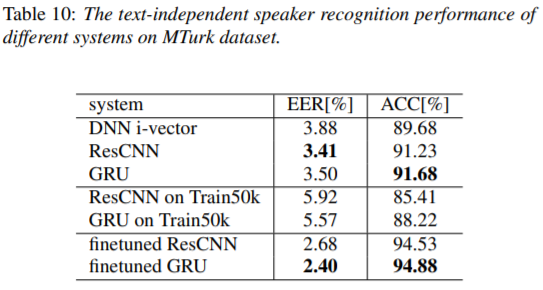 Table 10: The text-independent speaker recognition performance of
different systems on MTurk dataset.
system EER[%] ACC[%]
DNN i-vector 3.88 89.68
ResCNN 3.41 91.23
GRU 3.50 91.68
ResCNN on Train50k 5.92 85.41
GRU on Train50k 5.57 88.22
finetuned ResCNN 2.68 94.53
finetuned GRU 2.40 94.88